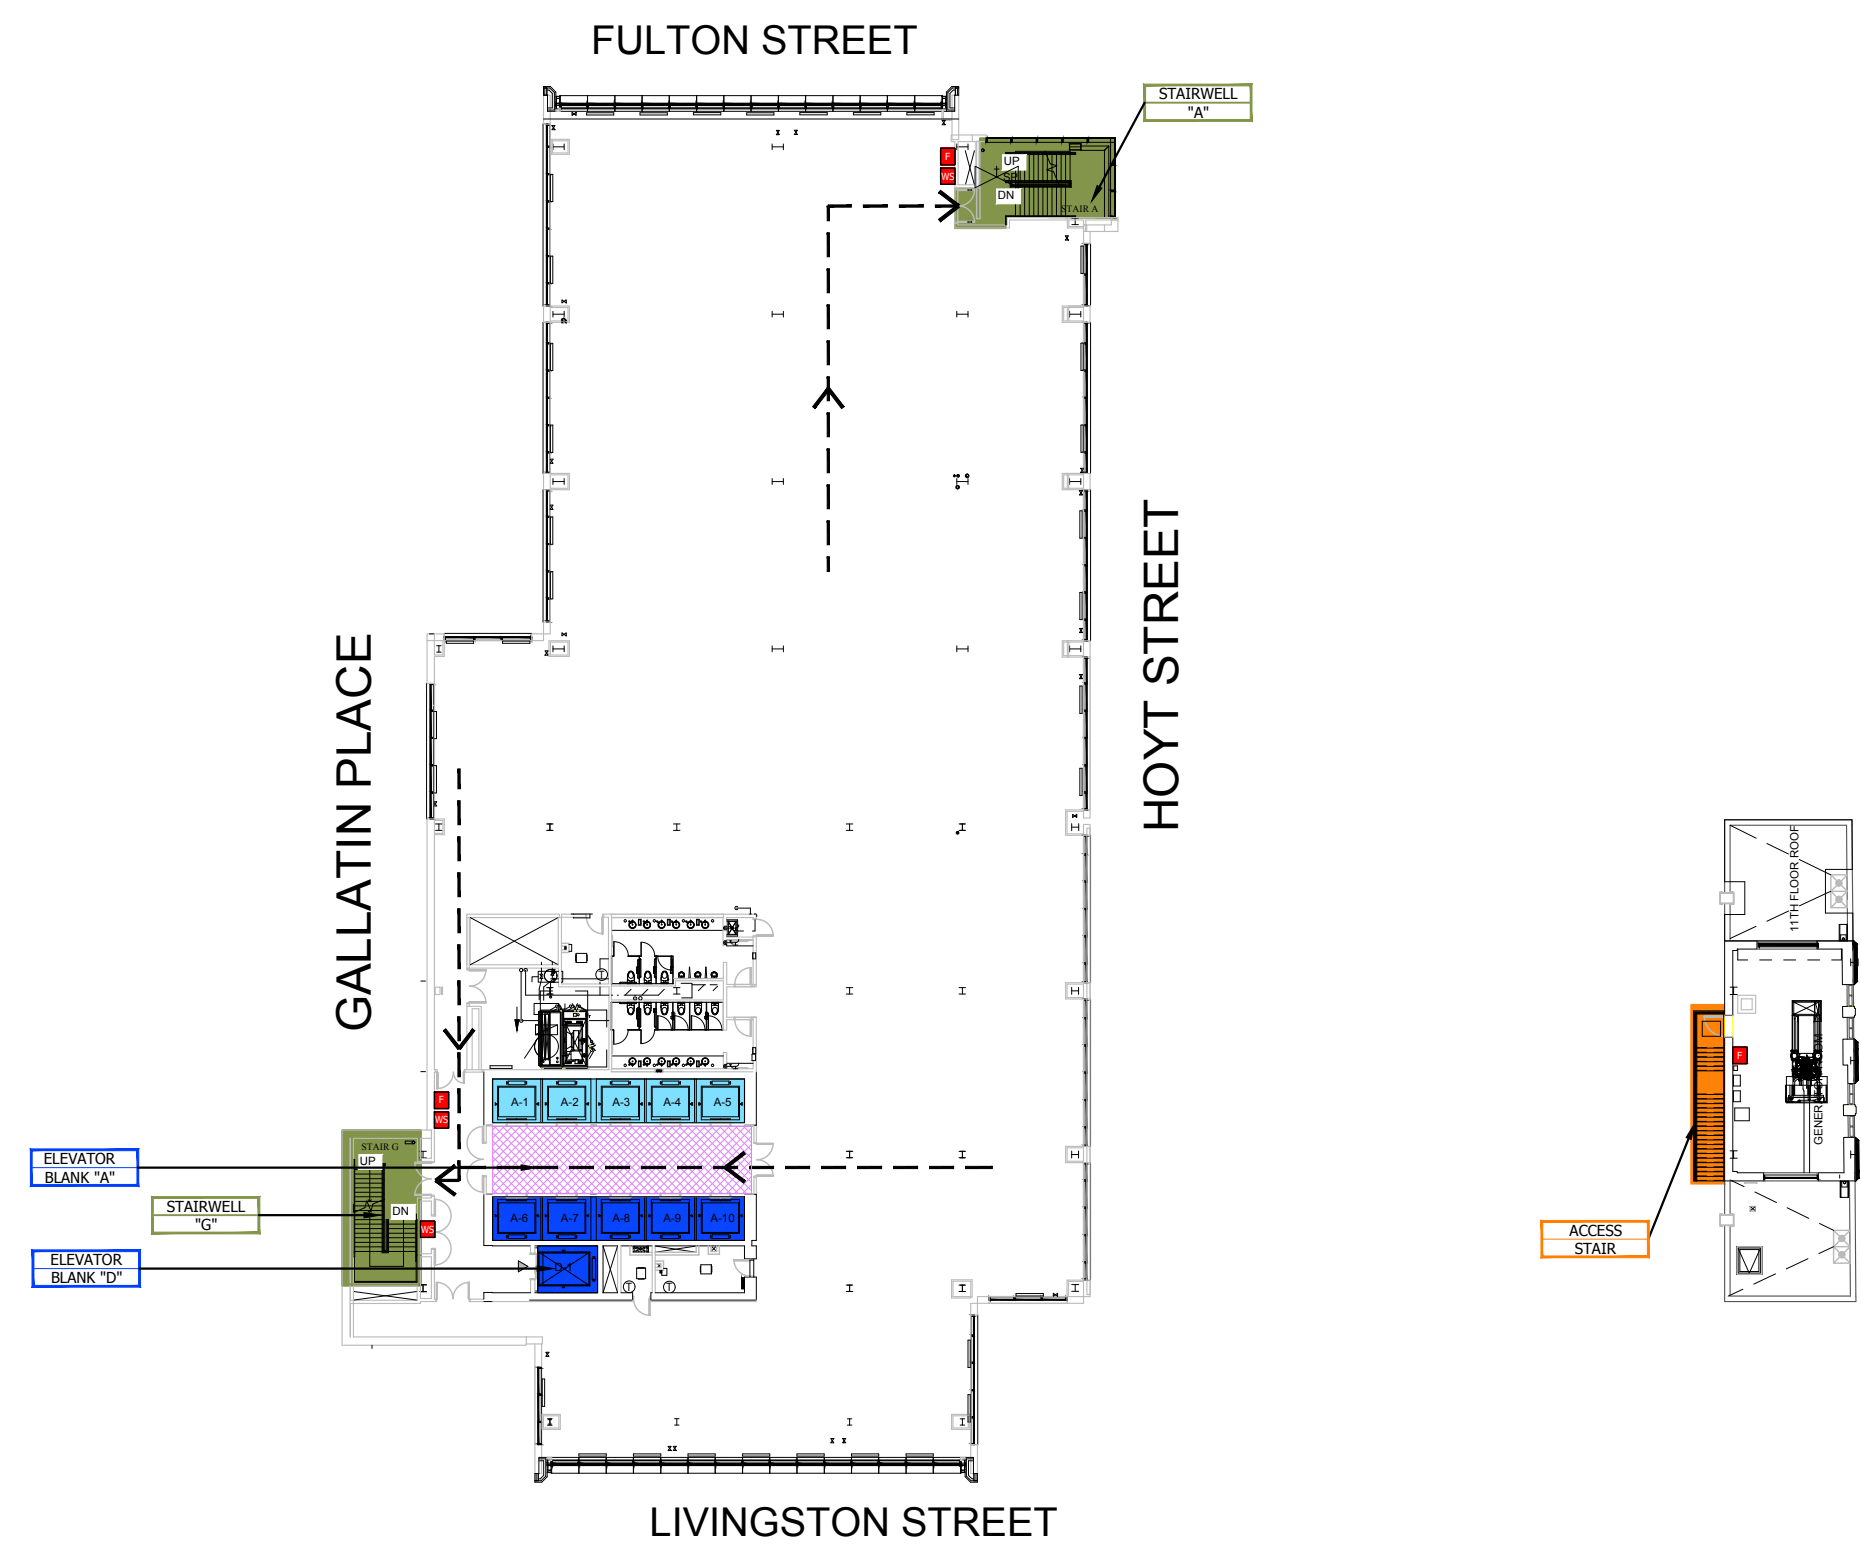 FULTON STREET
STAIRWELL
"A"
F
WS
UP
SP
DN
STAIR A
HOYT STREET
GALLATIN PLACE
11TH FLOOR ROOF
F
ACCESS
STAIR
A-1 A-2 A-3 A-4 A-5
F
WS
STAIR G
UP
ELEVATOR
BLANK "A"
STAIRWELL
"G"
DN
WS
A-6 A-7 A-8 A-9 A-10
ELEVATOR
BLANK "D"
D-1
T
T
T
LIVINGSTON STREET